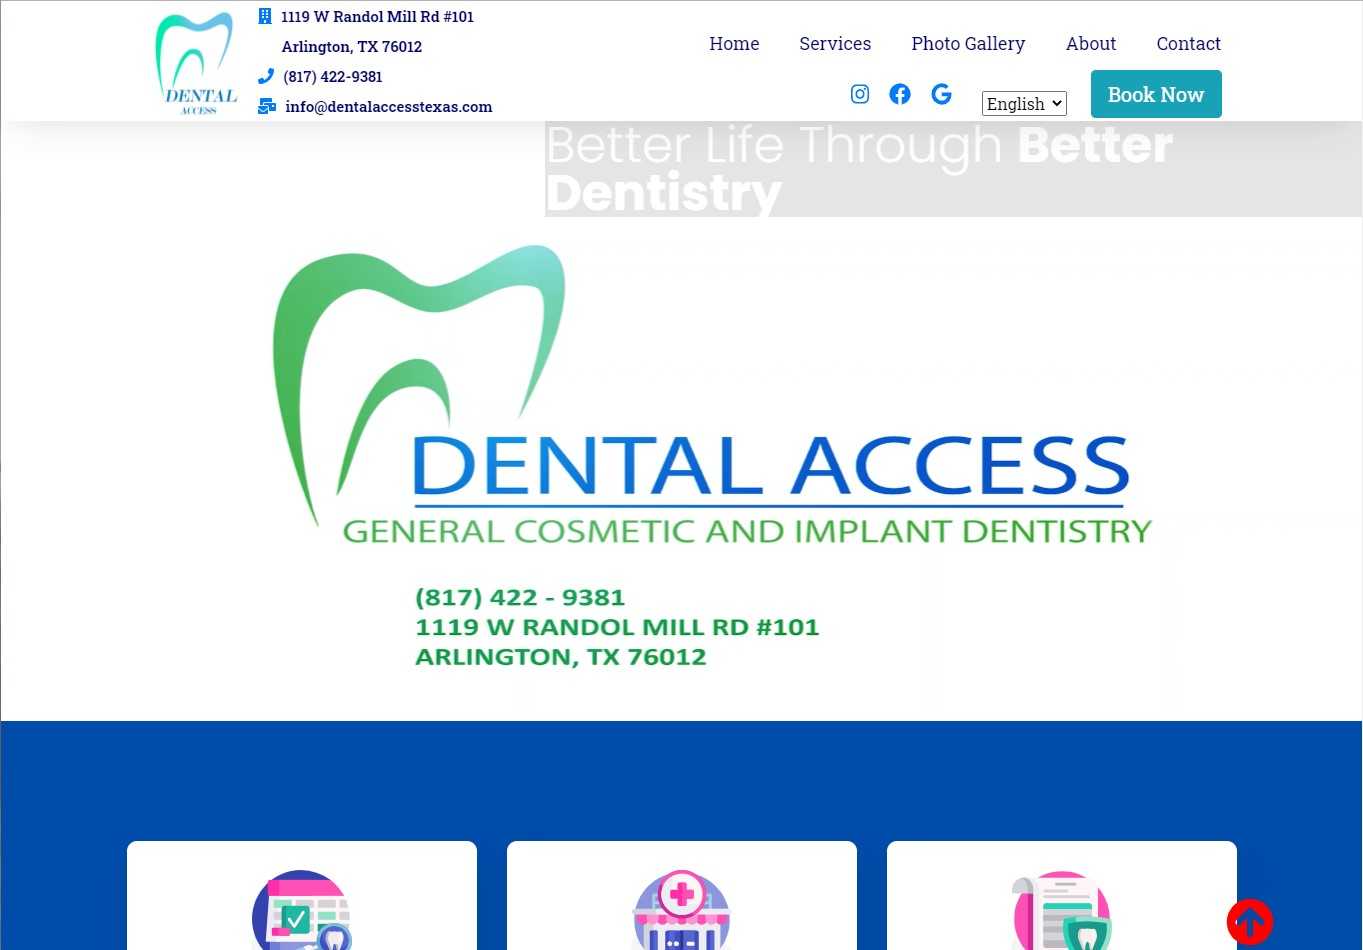 1119 W Randol Mill Rd #101
Arlington, TX 76012
(817) 422-9381
info@dentalaccesstexas.com
DENTAL
ACCESS
Home Services Photo Gallery About Contact
English
Book Now
Better Life Through Better
Dentistry
DENTAL ACCESS
GENERAL COSMETIC AND IMPLANT DENTISTRY
(817) 422 - 9381
1119 W RANDOL MILL RD #101
ARLINGTON, TX 76012